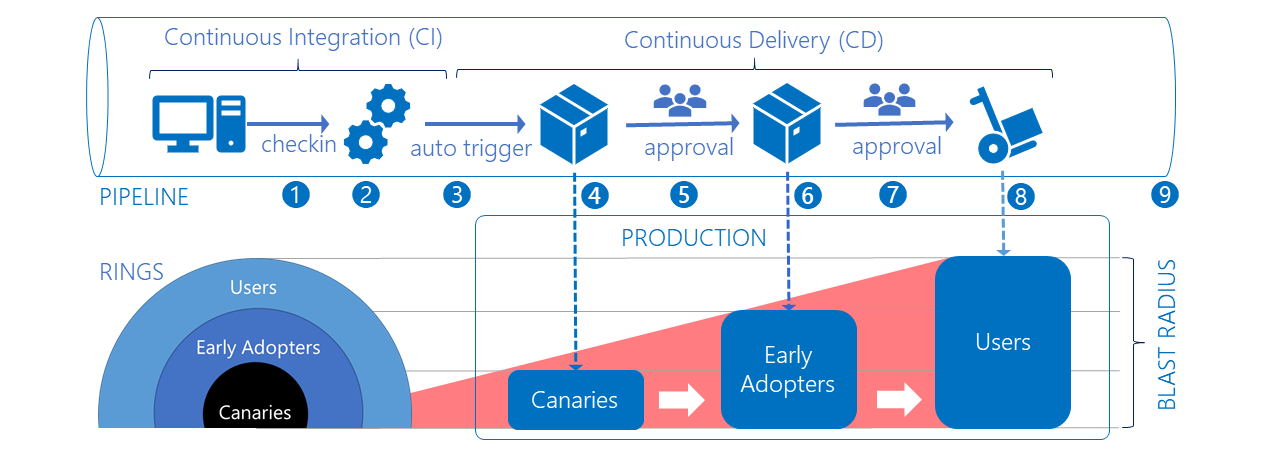 Continuous Integration (CI)
Continuous Delivery (CD)
checkin
auto trigger
approval
approval
PIPELINE
1
2
3
4
5
6
7
8
9
PRODUCTION
RINGS
Users
Early Adopters
Canaries
Canaries
Early
Adopters
Users
BLAST RADIUS